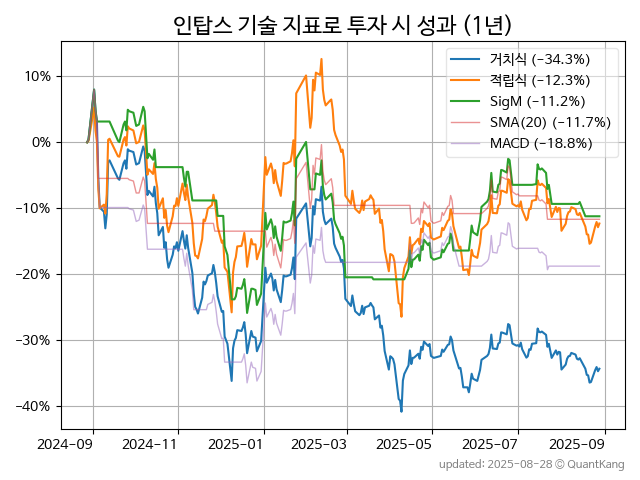 인탑스 기술 지표로 투자 시 성과 (1년)
거치식 (−34.3%)
적립식 (−12.3%)
SigM (−11.2%)
SMA(20) (−11.7%)
MACD (−18.8%)
10%
0%
−10%
−20%
−30%
−40%
2024-09 2024-11 2025-01 2025-03 2025-05 2025-07 2025-09
updated: 2025-08-28 © QuantKang